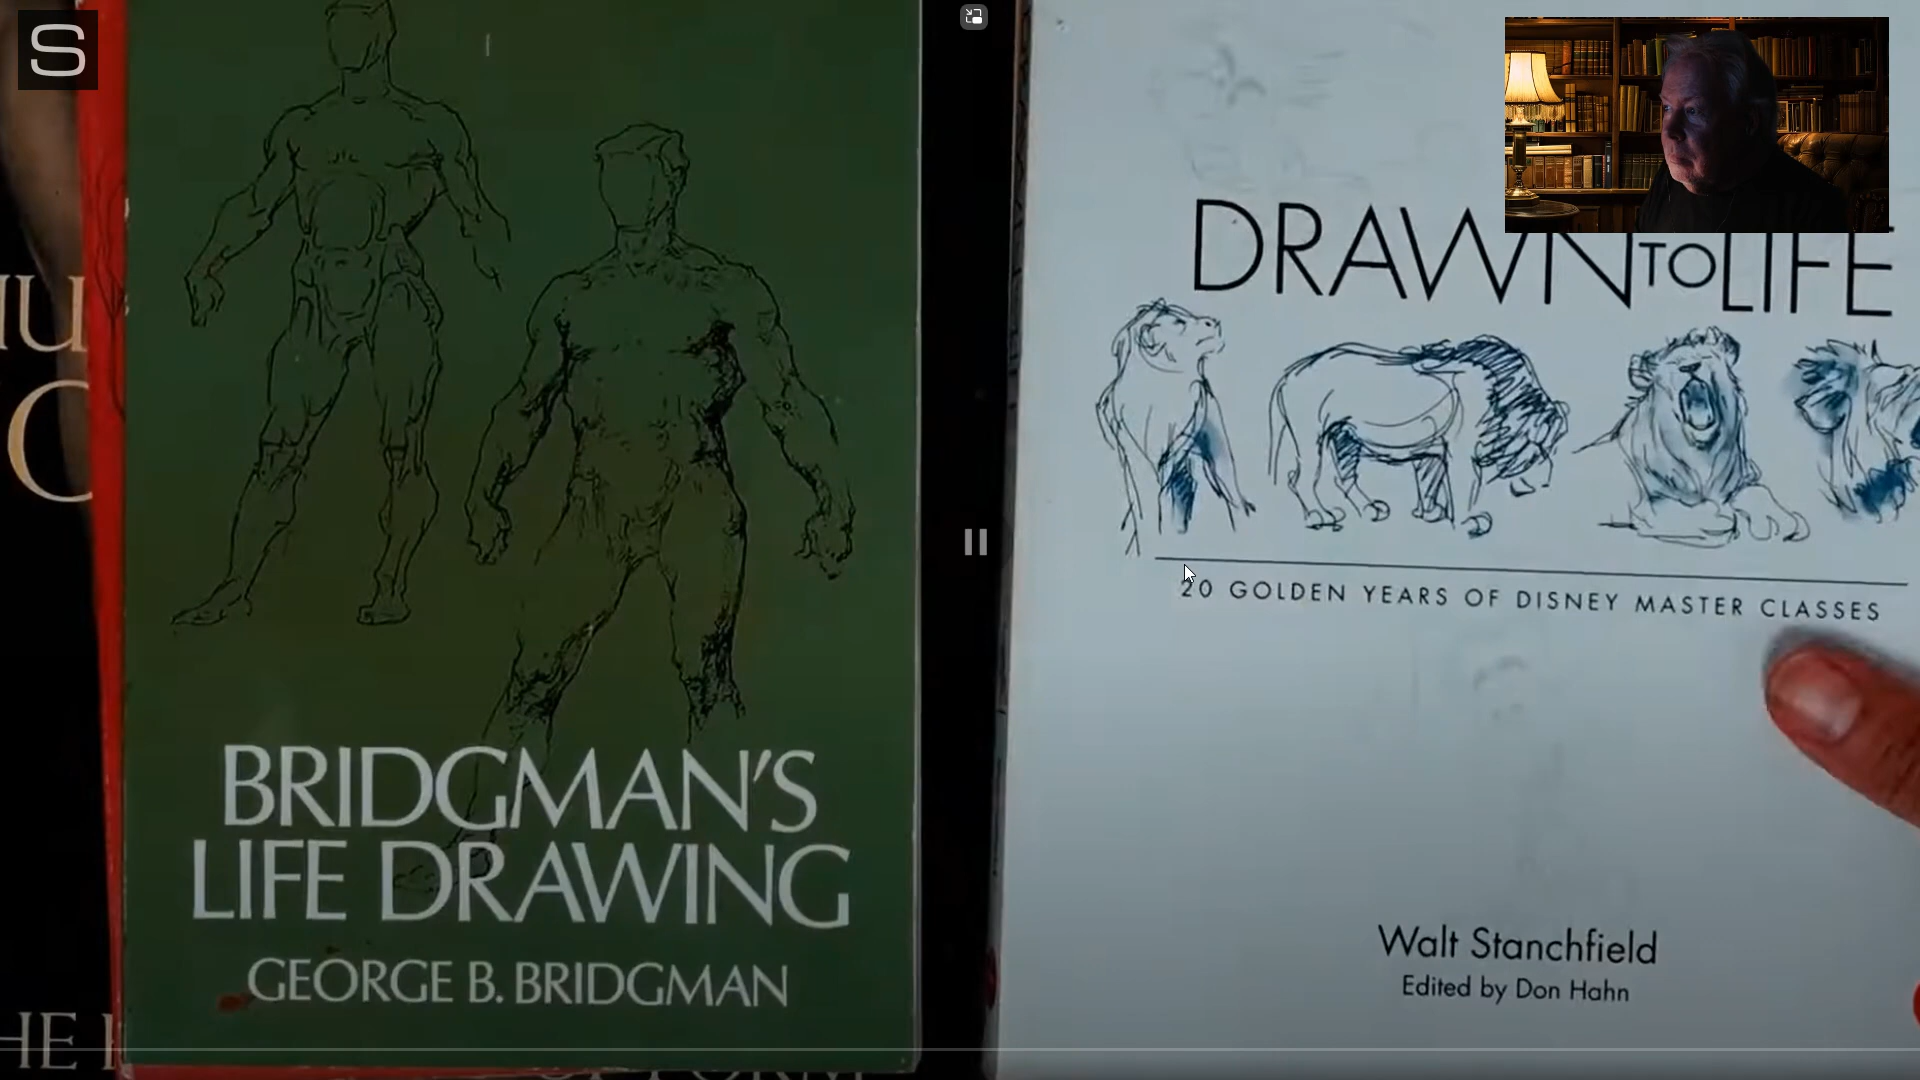 S
BRIDGMAN'S
LIFE DRAWING
GEORGE B. BRIDGMAN
DRAWN TO LIFE
20 GOLDEN YEARS OF DISNEY MASTER CLASSES
Walt Stanchfield
Edited by Don Hahn